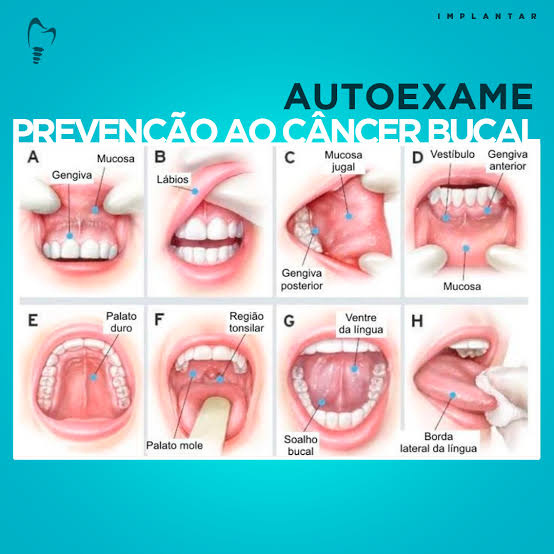 IMPLANTAR
AUTOEXAME
PREVENÇÃO AO CÂNCER BUCAL
A
Mucosa
Gengiva
B
Lábios
C
Mucosa
jugal
Gengiva
posterior
D
Vestíbulo
Gengiva
anterior
Mucosa
E
Palato
duro
F
Região
tonsilar
Palato mole
G
Ventre
da língua
Soalho
bucal
H
Borda
lateral da língua